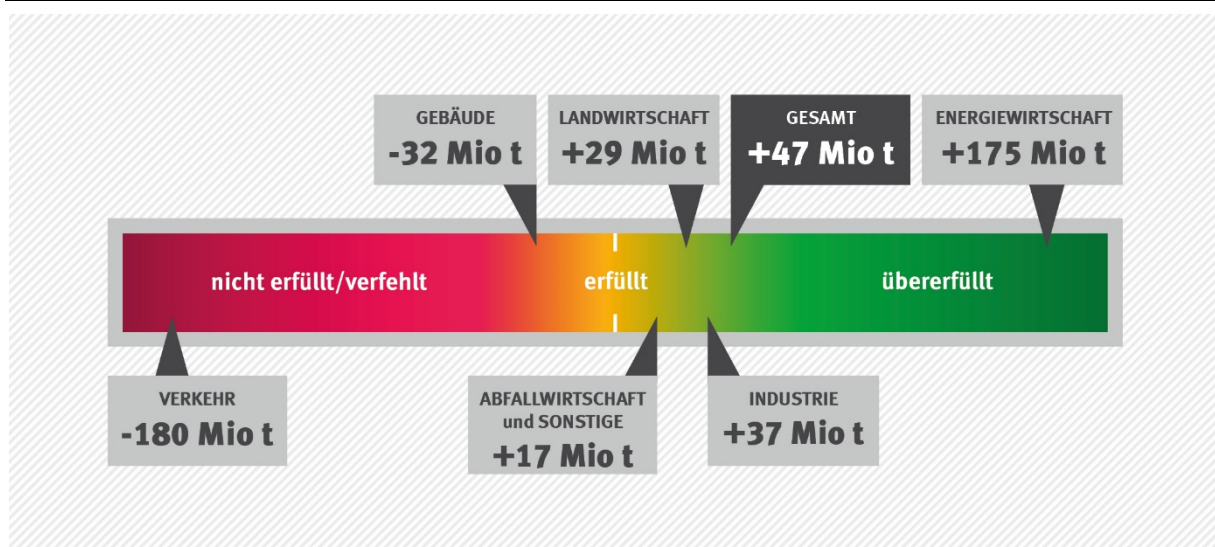 GEBÄUDE
-32 Mio t
LANDWIRTSCHAFT
+29 Mio t
GESAMT
+47 Mio t
ENERGIEWIRTSCHAFT
+175 Mio t
nicht erfüllt/verfehlt
erfüllt
übererfüllt
VERKEHR
-180 Mio t
ABFALLWIRTSCHAFT
und SONSTIGE
+17 Mio t
INDUSTRIE
+37 Mio t